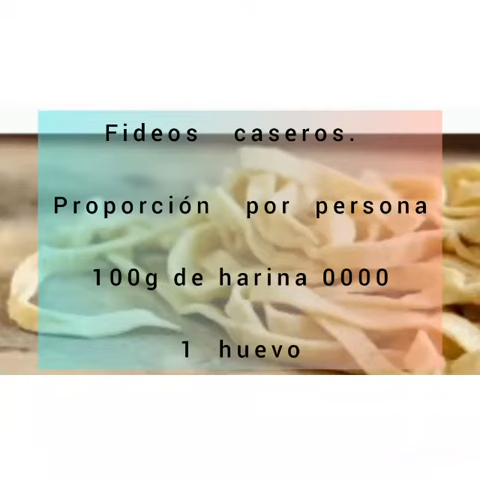 Fideos caseros.
Proporción por persona
100g de harina 0000
1 huevo